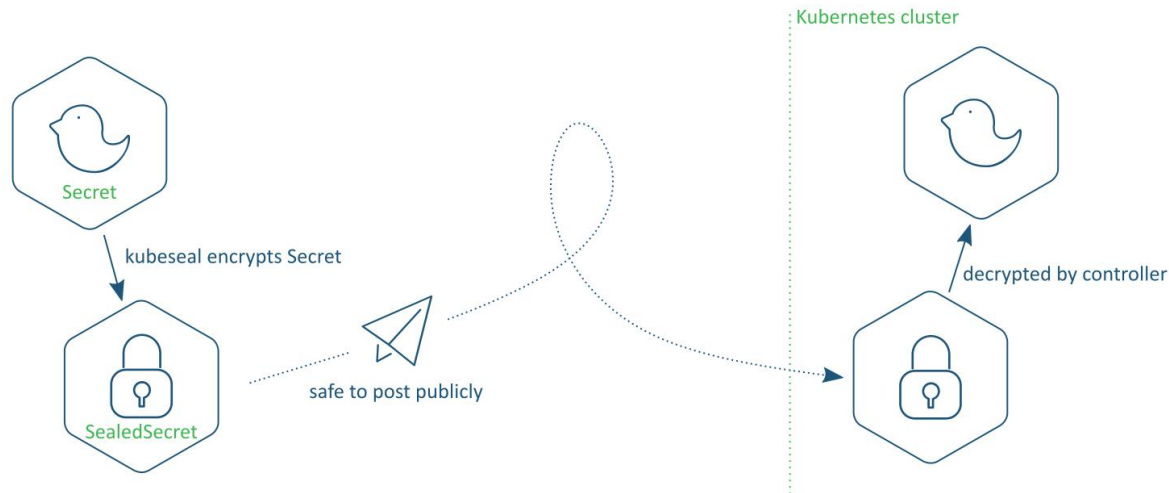 Kubernetes cluster
Secret
kubeseal encrypts Secret
decrypted by controller
safe to post publicly
SealedSecret